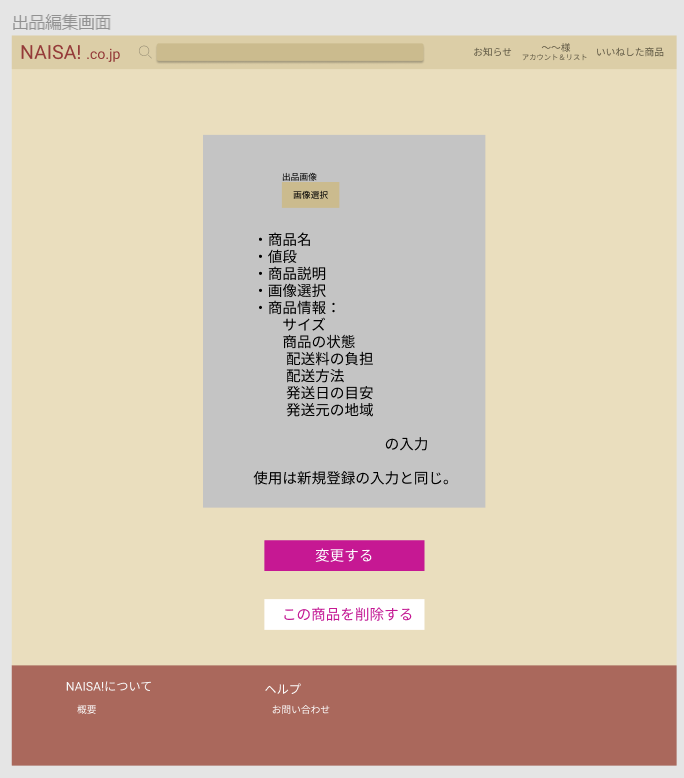 出品編集画面
NAISA! .co.jp
お知らせ
〜〜様
アカウント＆リスト
いいねした商品
出品画像
画像選択
・商品名
・値段
・商品説明
・画像選択
・商品情報：
サイズ
商品の状態
配送料の負担
配送方法
発送日の目安
発送元の地域
の入力
使用は新規登録の入力と同じ。
変更する
この商品を削除する
NAISA!について
ヘルプ
概要
お問い合わせ